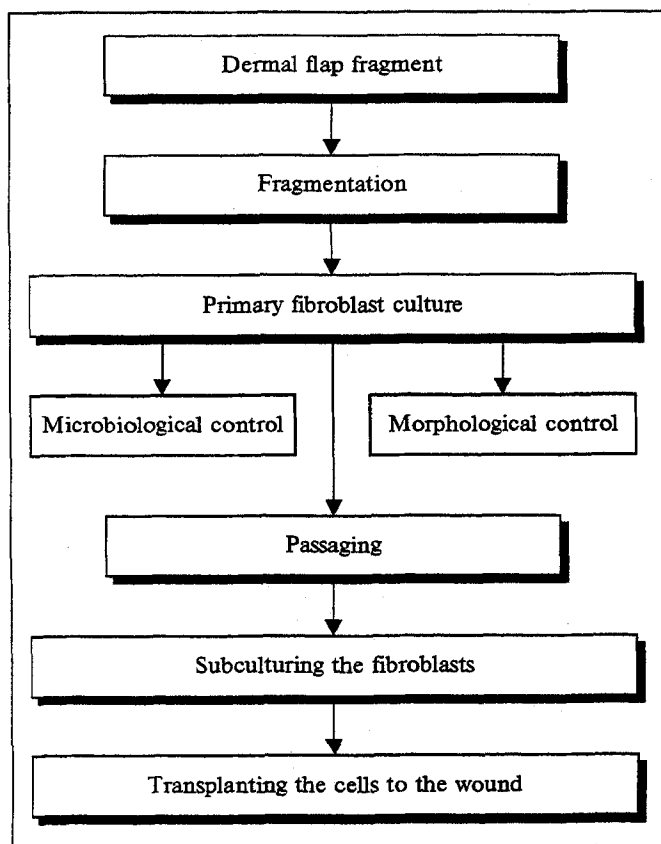 Dermal flap fragment
Fragmentation
Primary fibroblast culture
Microbiological control
Morphological control
Passaging
Subculturing the fibroblasts
Transplanting the cells to the wound